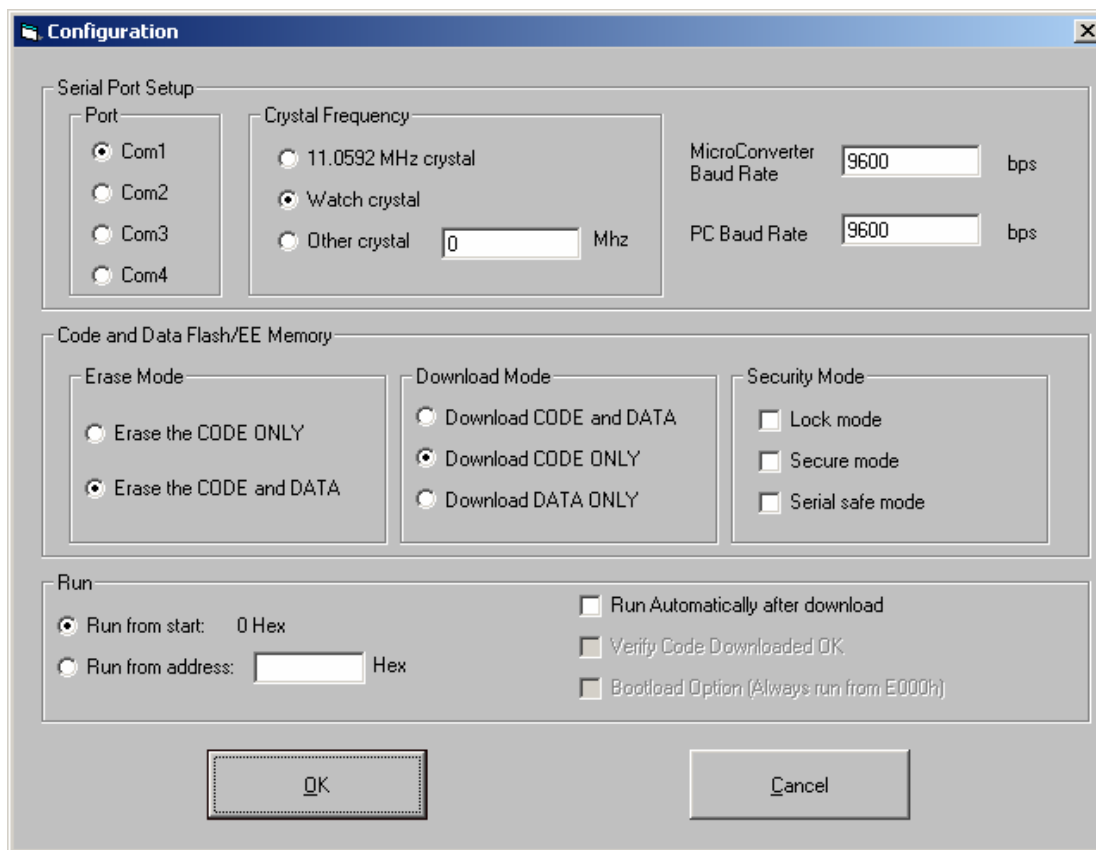 Configuration
Serial Port Setup
Port
Com1
Com2
Com3
Com4
Crystal Frequency
11.0592 MHz crystal
Watch crystal
Other crystal 0 Mhz
MicroConverter
Baud Rate 9600 bps
PC Baud Rate 9600 bps
Code and Data Flash/EE Memory
Erase Mode
Erase the CODE ONLY
Erase the CODE and DATA
Download Mode
Download CODE and DATA
Download CODE ONLY
Download DATA ONLY
Security Mode
Lock mode
Secure mode
Serial safe mode
Run
Run from start: 0 Hex
Run from address: Hex
Run Automatically after download
Verify Code Downloaded OK
Bootload Option (Always run from E000h)
OK
Cancel